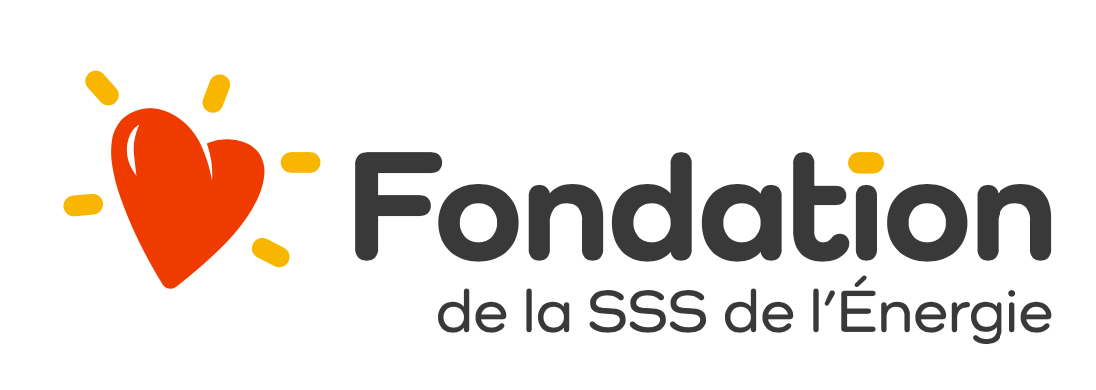 Fondation
de la SSS de l’Énergie